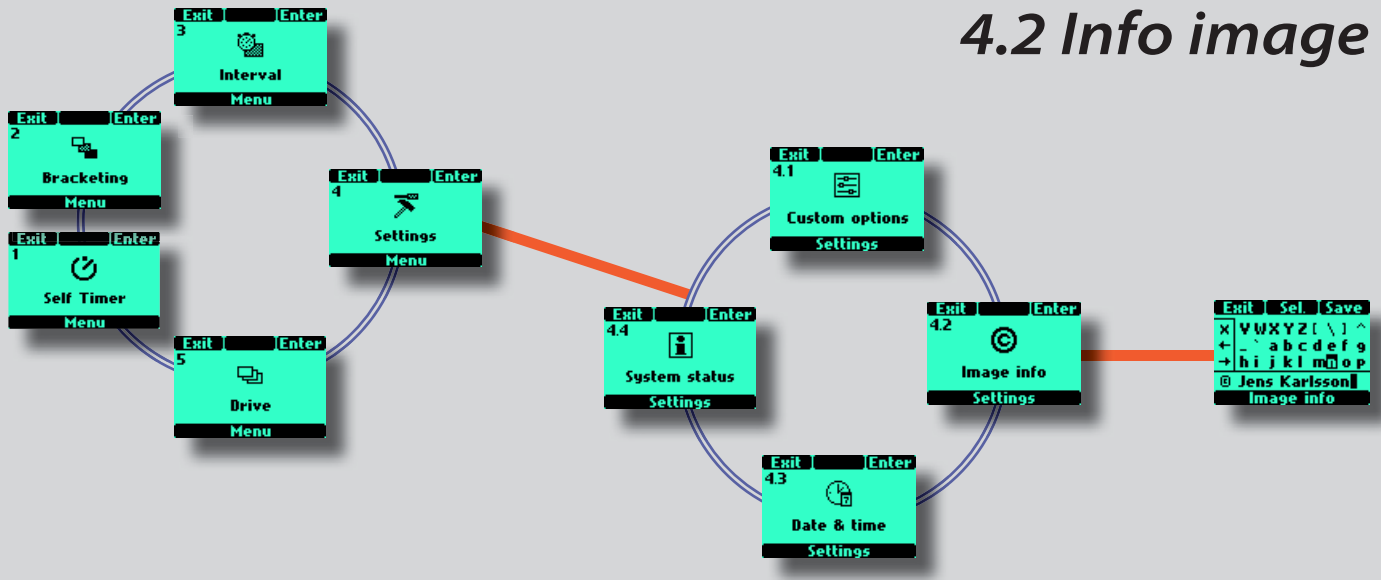 4.2 Info image
Exit Enter
3
Interval
Menu
Exit Enter
2
Bracketing
Menu
Exit Enter
1
Self Timer
Menu
Exit Enter
5
Drive
Menu
Exit Enter
4
Settings
Menu
Exit Enter
4.1
Custom options
Settings
Exit Enter
4.4
System status
Settings
Exit Enter
4.2
©
Image info
Settings
Exit Enter
4.3
Date & time
Settings
Exit Sel. Save
x V W X Y Z [ \ ] ^
← _ ` a b c d e f g
→ h i j k l m n o p
© Jens Karlsson
Image info